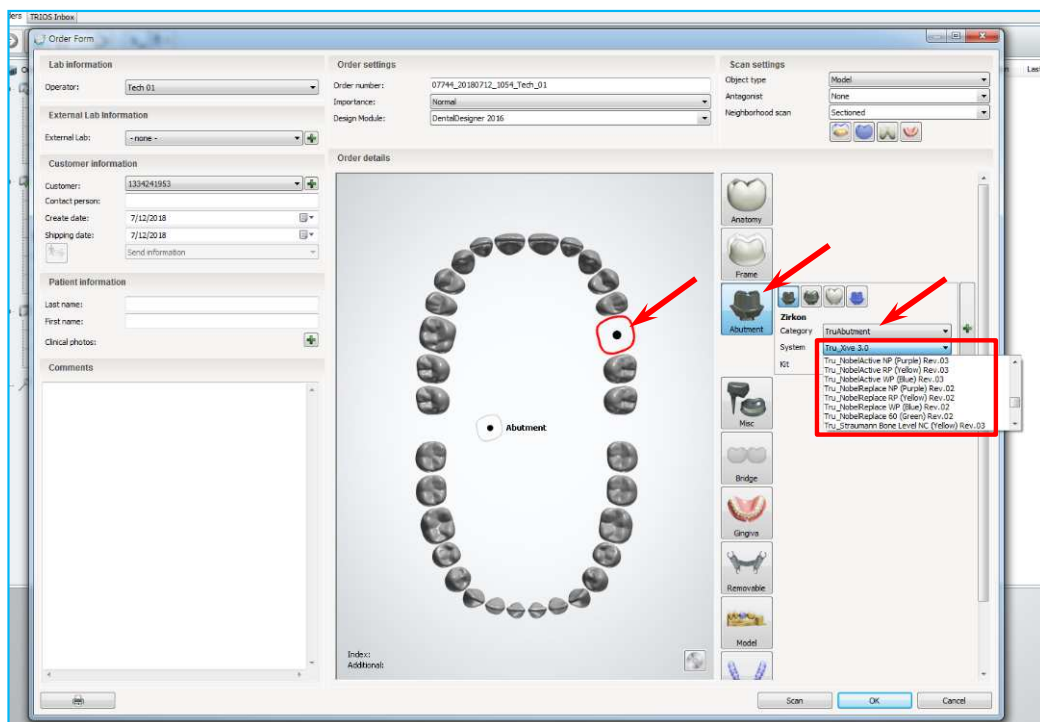 ders TRIOS Inbox
Order Form
Last
Lab information
Operator: Tech 01
External Lab Information
External Lab: - none -
Customer information
Customer: 1334241953
Contact person:
Create date: 7/12/2018
Shipping date: 7/12/2018
Send information
Patient information
Last name:
First name:
Clinical photos:
Comments
Order settings
Order number: 07744_20180712_1054_Tech_01
Importance: Normal
Design Module: DentalDesigner 2016
Scan settings
Object type Model
Antagonist None
Neighborhood scan Sectioned
Order details
Abutment
Index:
Additional:
Anatomy
Frame
Abutment
Zirkon
Category TruAbutment
System Tru_Xive 3.0
Kit
Tru_NobelActive NP (Purple) Rev.03
Tru_NobelActive RP (Yellow) Rev.03
Tru_NobelActive WP (Blue) Rev.03
Tru_NobelReplace NP (Purple) Rev.02
Tru_NobelReplace RP (Yellow) Rev.02
Tru_NobelReplace WP (Blue) Rev.02
Tru_NobelReplace 60 (Green) Rev.02
Tru_Straumann Bone Level NC (Yellow) Rev.03
Misc
Bridge
Gingiva
Removable
Model
Scan OK Cancel